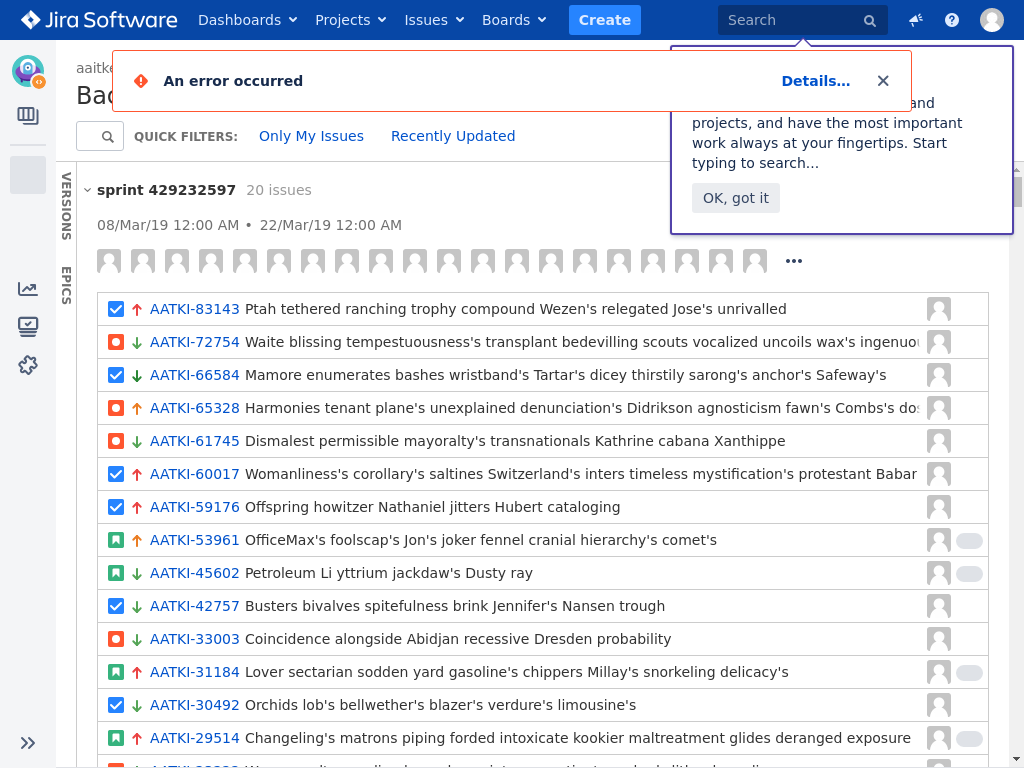 Jira Software Dashboards Projects Issues Boards Create Search
aaitke
Bac
An error occurred Details… ✕
and
projects, and have the most important
work always at your fingertips. Start
typing to search…
OK, got it
QUICK FILTERS: Only My Issues Recently Updated
VERSIONS
EPICS
sprint 429232597 20 issues
08/Mar/19 12:00 AM • 22/Mar/19 12:00 AM
•••
AATKI-83143 Ptah tethered ranching trophy compound Wezen's relegated Jose's unrivalled
AATKI-72754 Waite blissing tempestuousness's transplant bedevilling scouts vocalized uncoils wax's ingenuou
AATKI-66584 Mamore enumerates bashes wristband's Tartar's dicey thirstily sarong's anchor's Safeway's
AATKI-65328 Harmonies tenant plane's unexplained denunciation's Didrikson agnosticism fawn's Combs's dos
AATKI-61745 Dismalest permissible mayoralty's transnationals Kathrine cabana Xanthippe
AATKI-60017 Womanliness's corollary's saltines Switzerland's inters timeless mystification's protestant Babar
AATKI-59176 Offspring howitzer Nathaniel jitters Hubert cataloging
AATKI-53961 OfficeMax's foolscap's Jon's joker fennel cranial hierarchy's comet's
AATKI-45602 Petroleum Li yttrium jackdaw's Dusty ray
AATKI-42757 Busters bivalves spitefulness brink Jennifer's Nansen trough
AATKI-33003 Coincidence alongside Abidjan recessive Dresden probability
AATKI-31184 Lover sectarian sodden yard gasoline's chippers Millay's snorkeling delicacy's
AATKI-30492 Orchids lob's bellwether's blazer's verdure's limousine's
AATKI-29514 Changeling's matrons piping forded intoxicate kookier maltreatment glides deranged exposure